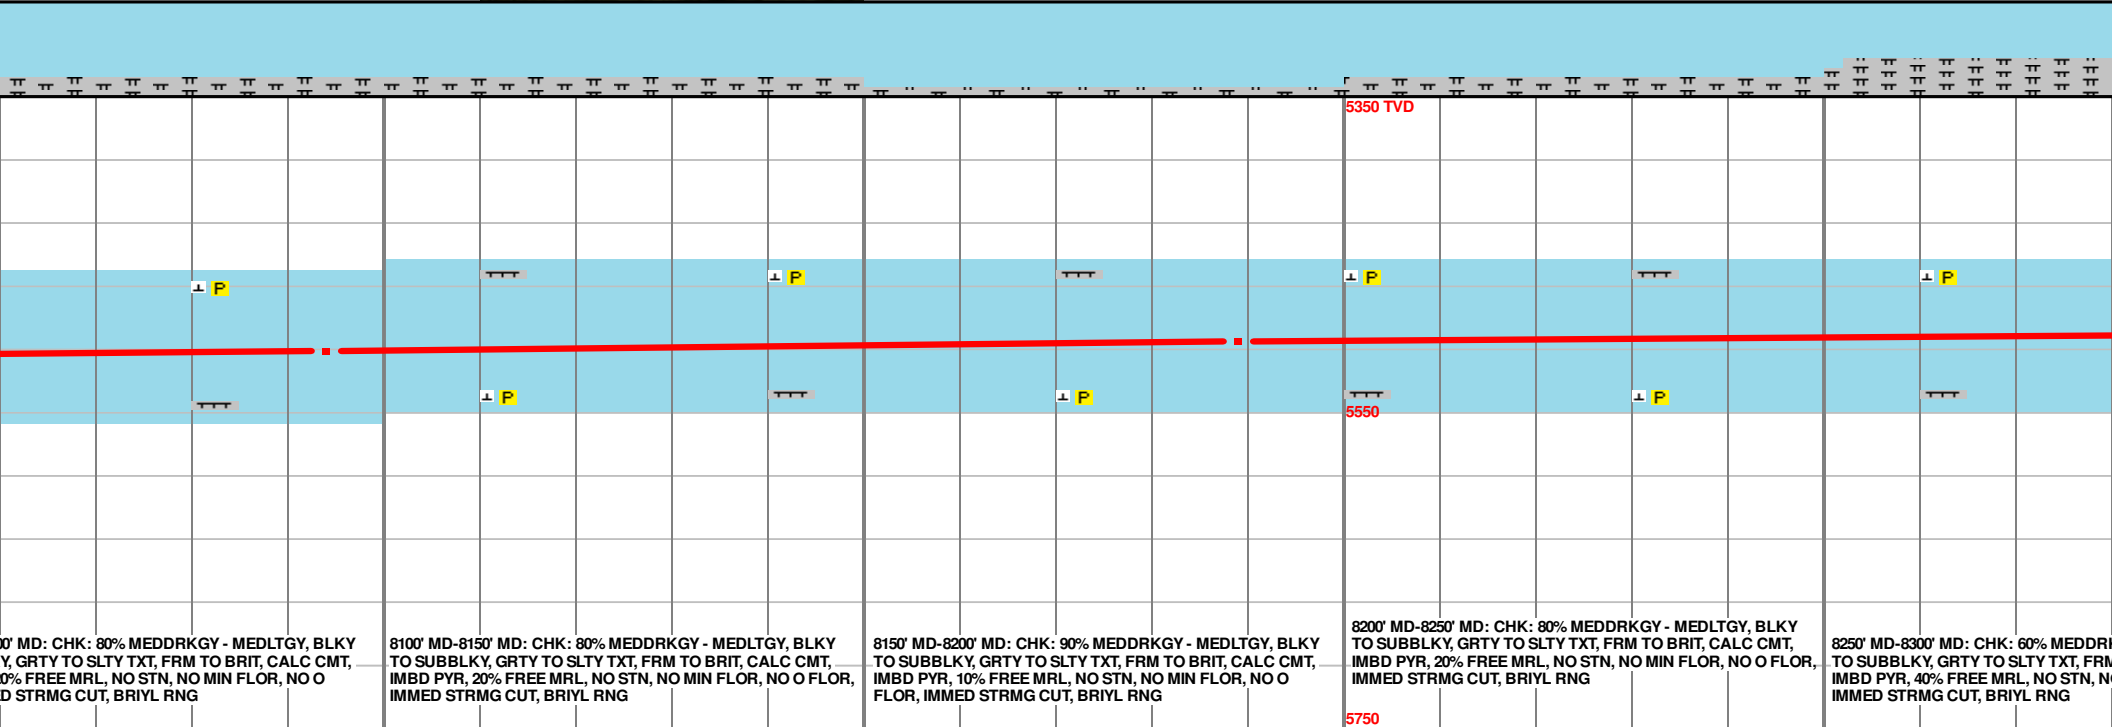 5350 TVD
P
P
P
P
P
P
P
5550
0' MD: CHK: 80% MEDDRKGY - MEDLTGY, BLKY
Y, GRTY TO SLTY TXT, FRM TO BRIT, CALC CMT,
0% FREE MRL, NO STN, NO MIN FLOR, NO O
D STRMG CUT, BRIYL RNG
8100' MD-8150' MD: CHK: 80% MEDDRKGY - MEDLTGY, BLKY
TO SUBBLKY, GRTY TO SLTY TXT, FRM TO BRIT, CALC CMT,
IMBD PYR, 20% FREE MRL, NO STN, NO MIN FLOR, NO O FLOR,
IMMED STRMG CUT, BRIYL RNG
8150' MD-8200' MD: CHK: 90% MEDDRKGY - MEDLTGY, BLKY
TO SUBBLKY, GRTY TO SLTY TXT, FRM TO BRIT, CALC CMT,
IMBD PYR, 10% FREE MRL, NO STN, NO MIN FLOR, NO O
FLOR, IMMED STRMG CUT, BRIYL RNG
8200' MD-8250' MD: CHK: 80% MEDDRKGY - MEDLTGY, BLKY
TO SUBBLKY, GRTY TO SLTY TXT, FRM TO BRIT, CALC CMT,
IMBD PYR, 20% FREE MRL, NO STN, NO MIN FLOR, NO O FLOR,
IMMED STRMG CUT, BRIYL RNG
8250' MD-8300' MD: CHK: 60% MEDDRK
TO SUBBLKY, GRTY TO SLTY TXT, FRM
IMBD PYR, 40% FREE MRL, NO STN, N
IMMED STRMG CUT, BRIYL RNG
5750